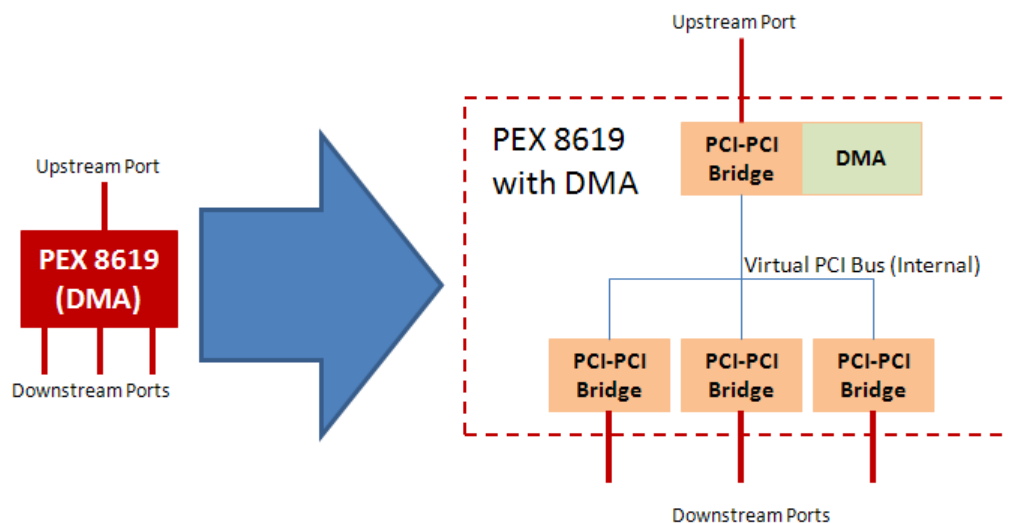 Upstream Port
PEX 8619
(DMA)
Downstream Ports
Upstream Port
PEX 8619
with DMA
PCI-PCI
Bridge
DMA
Virtual PCI Bus (Internal)
PCI-PCI
Bridge
PCI-PCI
Bridge
PCI-PCI
Bridge
Downstream Ports